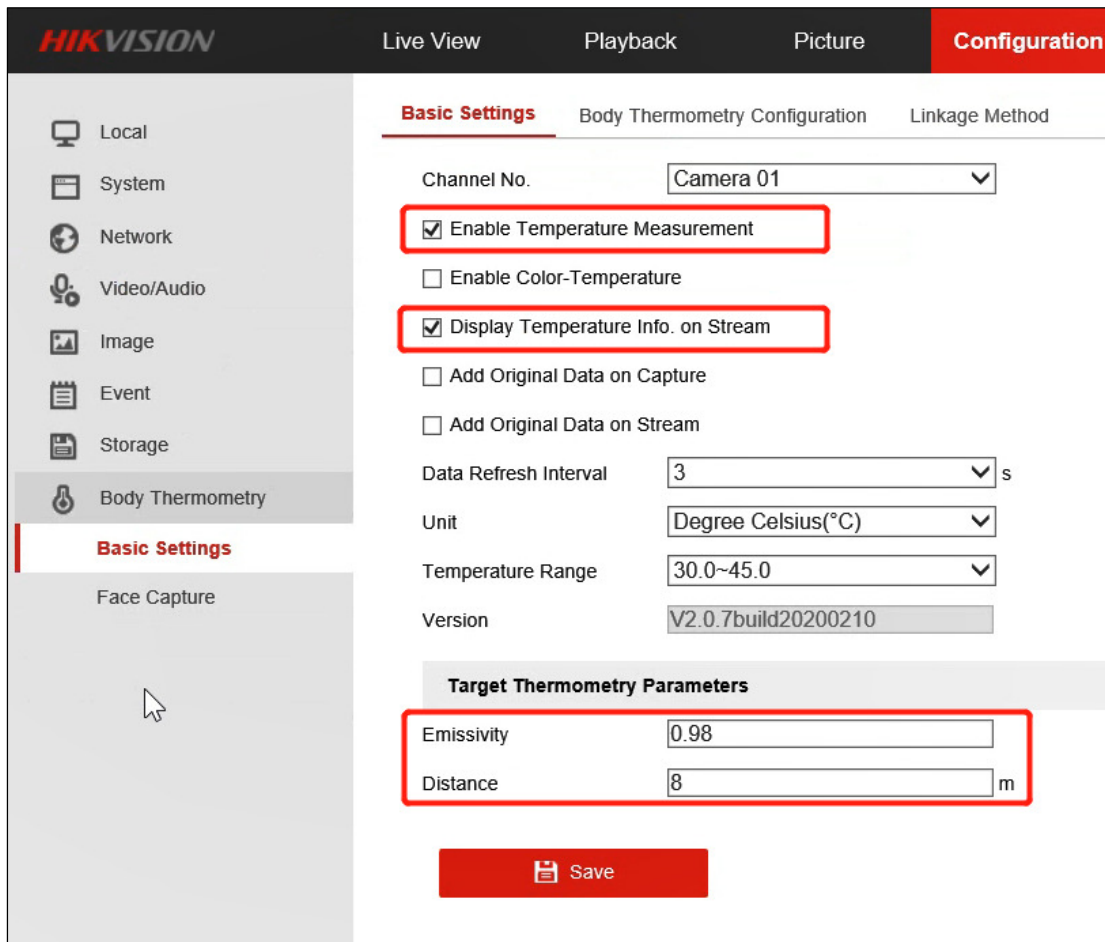 HIKVISION
Live View Playback Picture Configuration
Local
System
Network
Video/Audio
Image
Event
Storage
Body Thermometry
Basic Settings
Face Capture
Basic Settings Body Thermometry Configuration Linkage Method
Channel No. Camera 01
Enable Temperature Measurement
Enable Color-Temperature
Display Temperature Info. on Stream
Add Original Data on Capture
Add Original Data on Stream
Data Refresh Interval 3 s
Unit Degree Celsius(°C)
Temperature Range 30.0~45.0
Version V2.0.7build20200210
Target Thermometry Parameters
Emissivity 0.98
Distance 8 m
Save